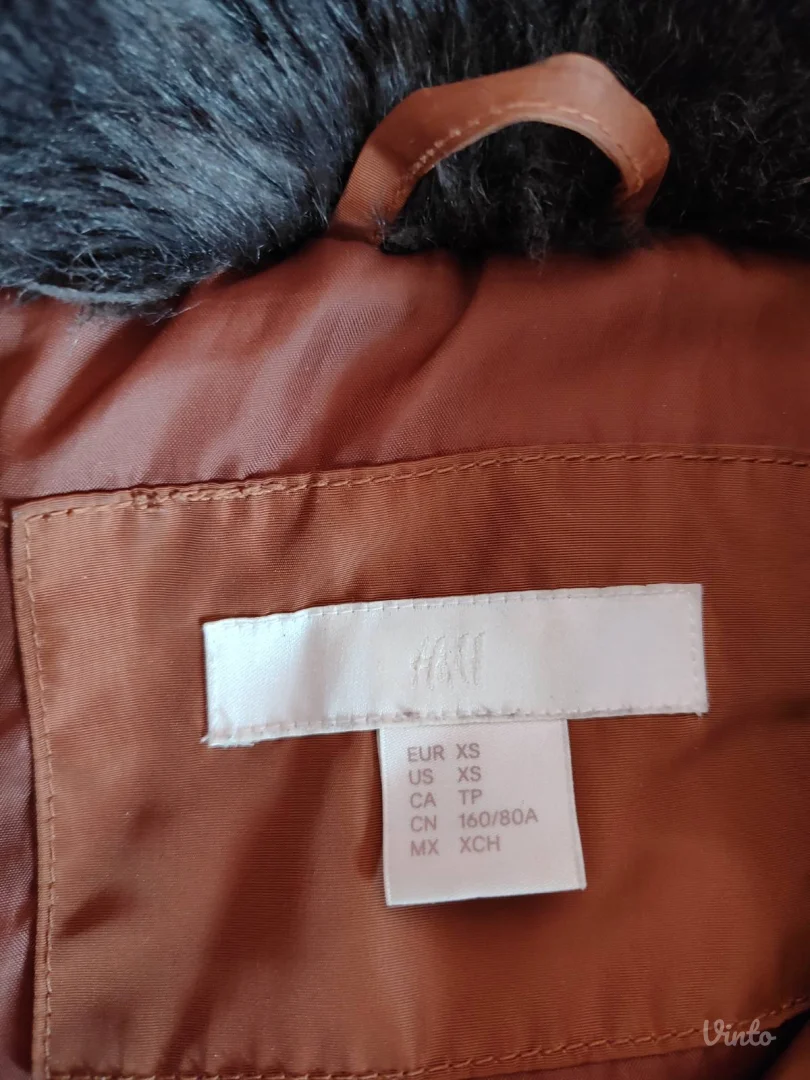 H&M
EUR XS
US XS
CA TP
CN 160/80A
MX XCH
Vinto